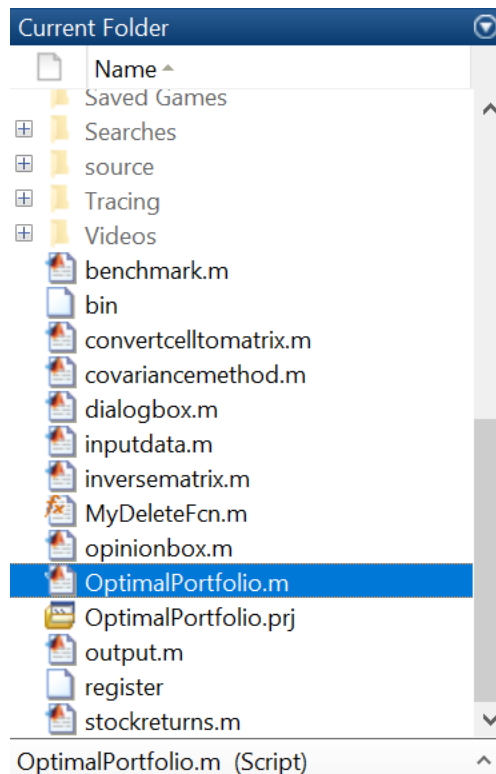 Current Folder
Name
Saved Games
Searches
source
Tracing
Videos
benchmark.m
bin
convertcelltomatrix.m
covariancemethod.m
dialogbox.m
inputdata.m
inversematrix.m
MyDeleteFcn.m
opinionbox.m
OptimalPortfolio.m
OptimalPortfolio.prj
output.m
register
stockreturns.m
OptimalPortfolio.m (Script)